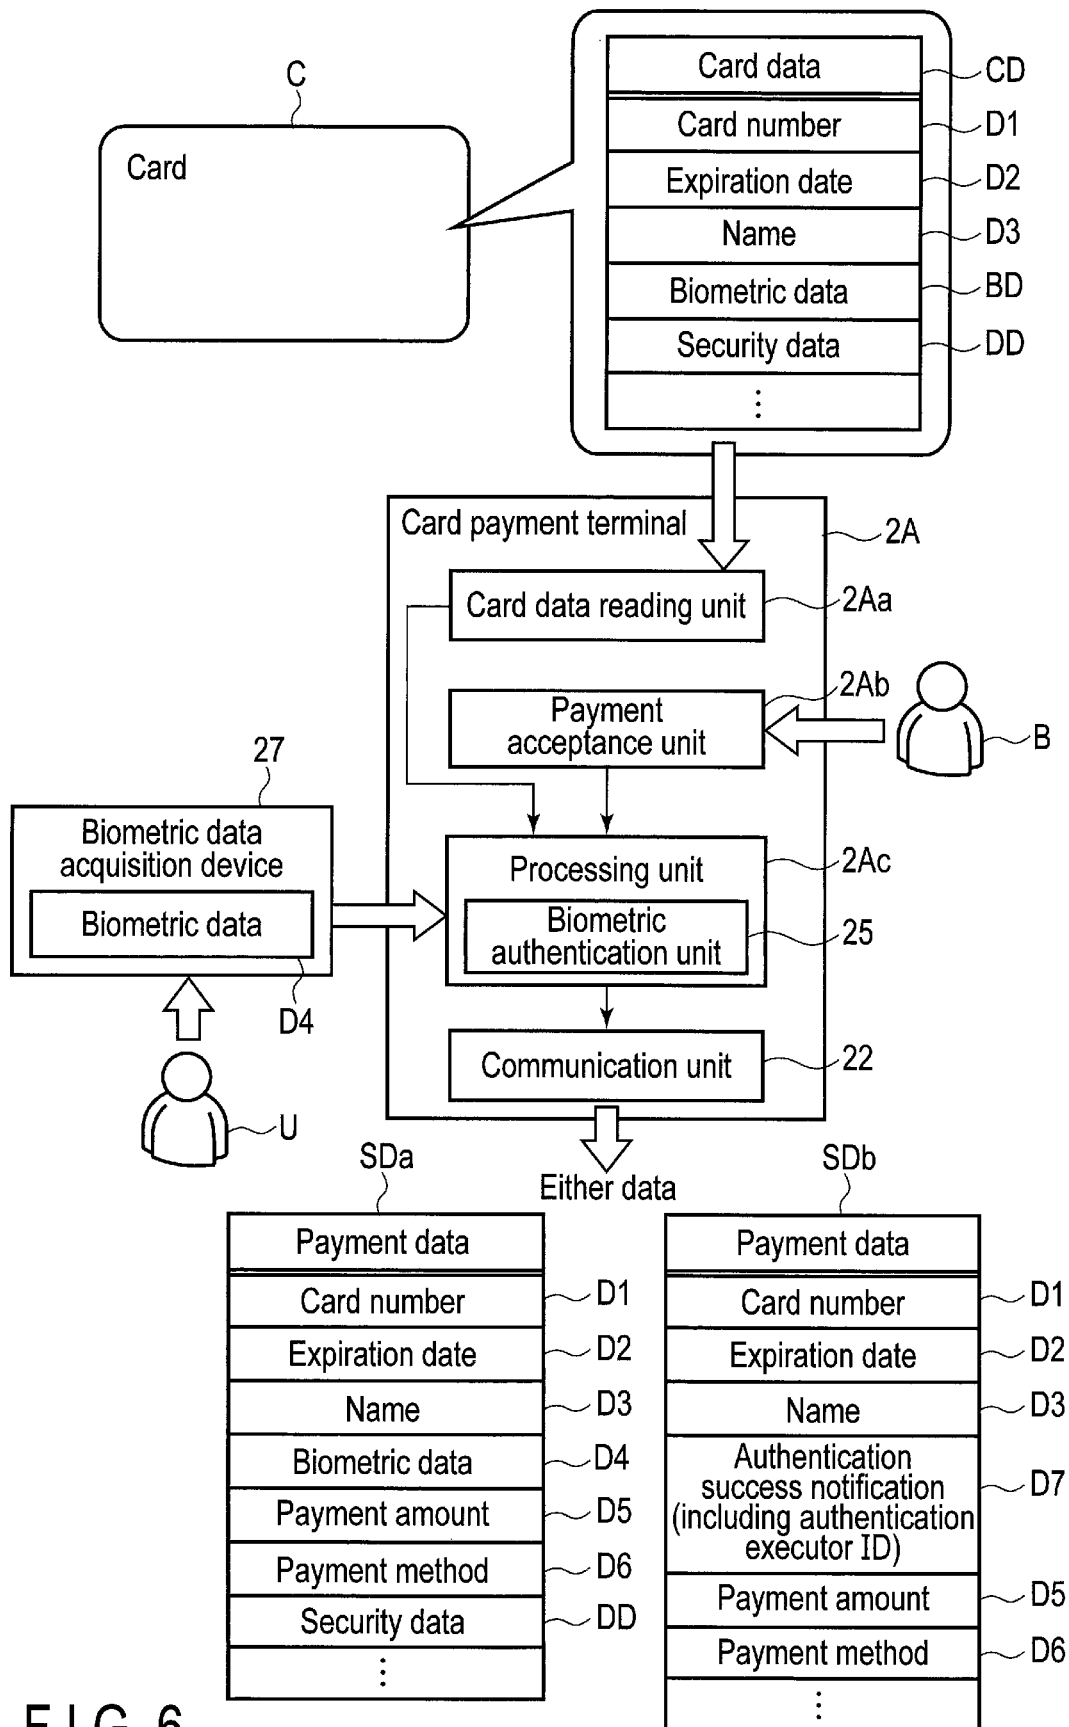 C
Card
Card data
CD
Card number
D1
Expiration date
D2
Name
D3
Biometric data
BD
Security data
DD
⋮
Card payment terminal
2A
Card data reading unit
2Aa
Payment
acceptance unit
2Ab
B
27
Biometric data
acquisition device
Biometric data
D4
U
Processing unit
2Ac
Biometric
authentication unit
25
Communication unit
22
Either data
SDa
Payment data
Card number
D1
Expiration date
D2
Name
D3
Biometric data
D4
Payment amount
D5
Payment method
D6
Security data
DD
⋮
SDb
Payment data
Card number
D1
Expiration date
D2
Name
D3
Authentication
success notification
(including authentication
executor ID)
D7
Payment amount
D5
Payment method
D6
⋮
FIG. 6